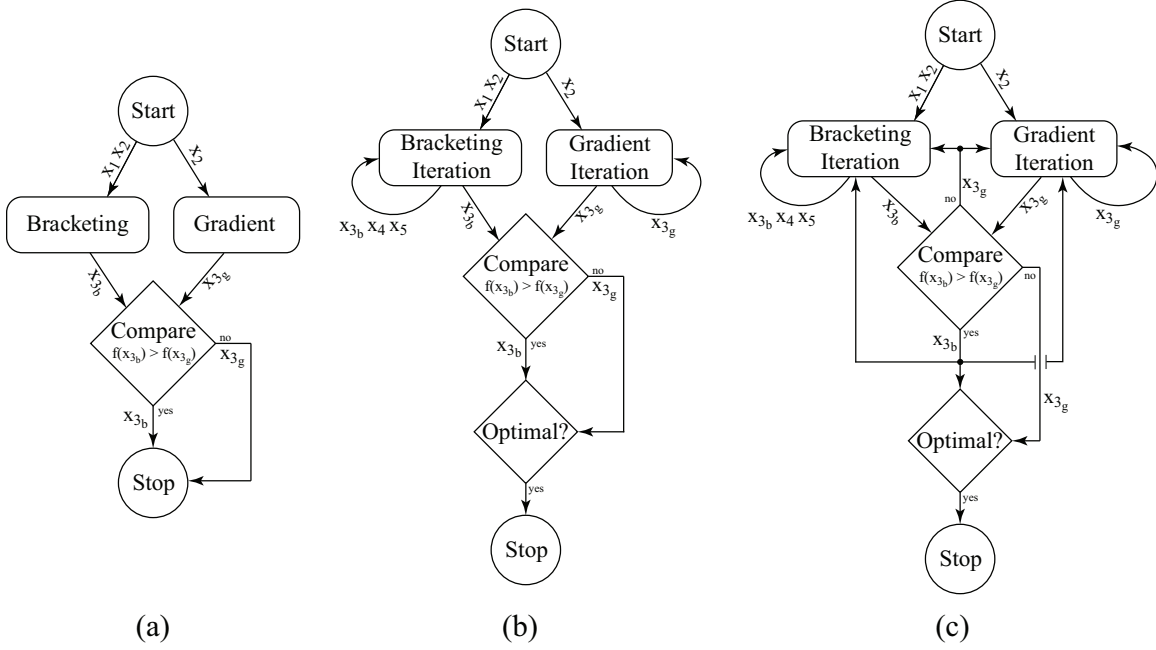 Start
x₁ x₂
x₂
Bracketing
Gradient
x₃b
x₃g
Compare
f(x₃b) > f(x₃g)
no
x₃g
x₃b
yes
Stop
(a)
Start
x₁ x₂
x₂
Bracketing
Iteration
Gradient
Iteration
x₃b x₄ x₅
x₃b
x₃g
x₃g
Compare
f(x₃b) > f(x₃g)
no
x₃g
x₃b
yes
Optimal?
yes
Stop
(b)
Start
x₁ x₂
x₂
Bracketing
Iteration
Gradient
Iteration
x₃b x₄ x₅
x₃b
no
x₃g
x₃g
x₃g
Compare
f(x₃b) > f(x₃g)
no
yes
x₃b
x₃g
Optimal?
yes
Stop
(c)